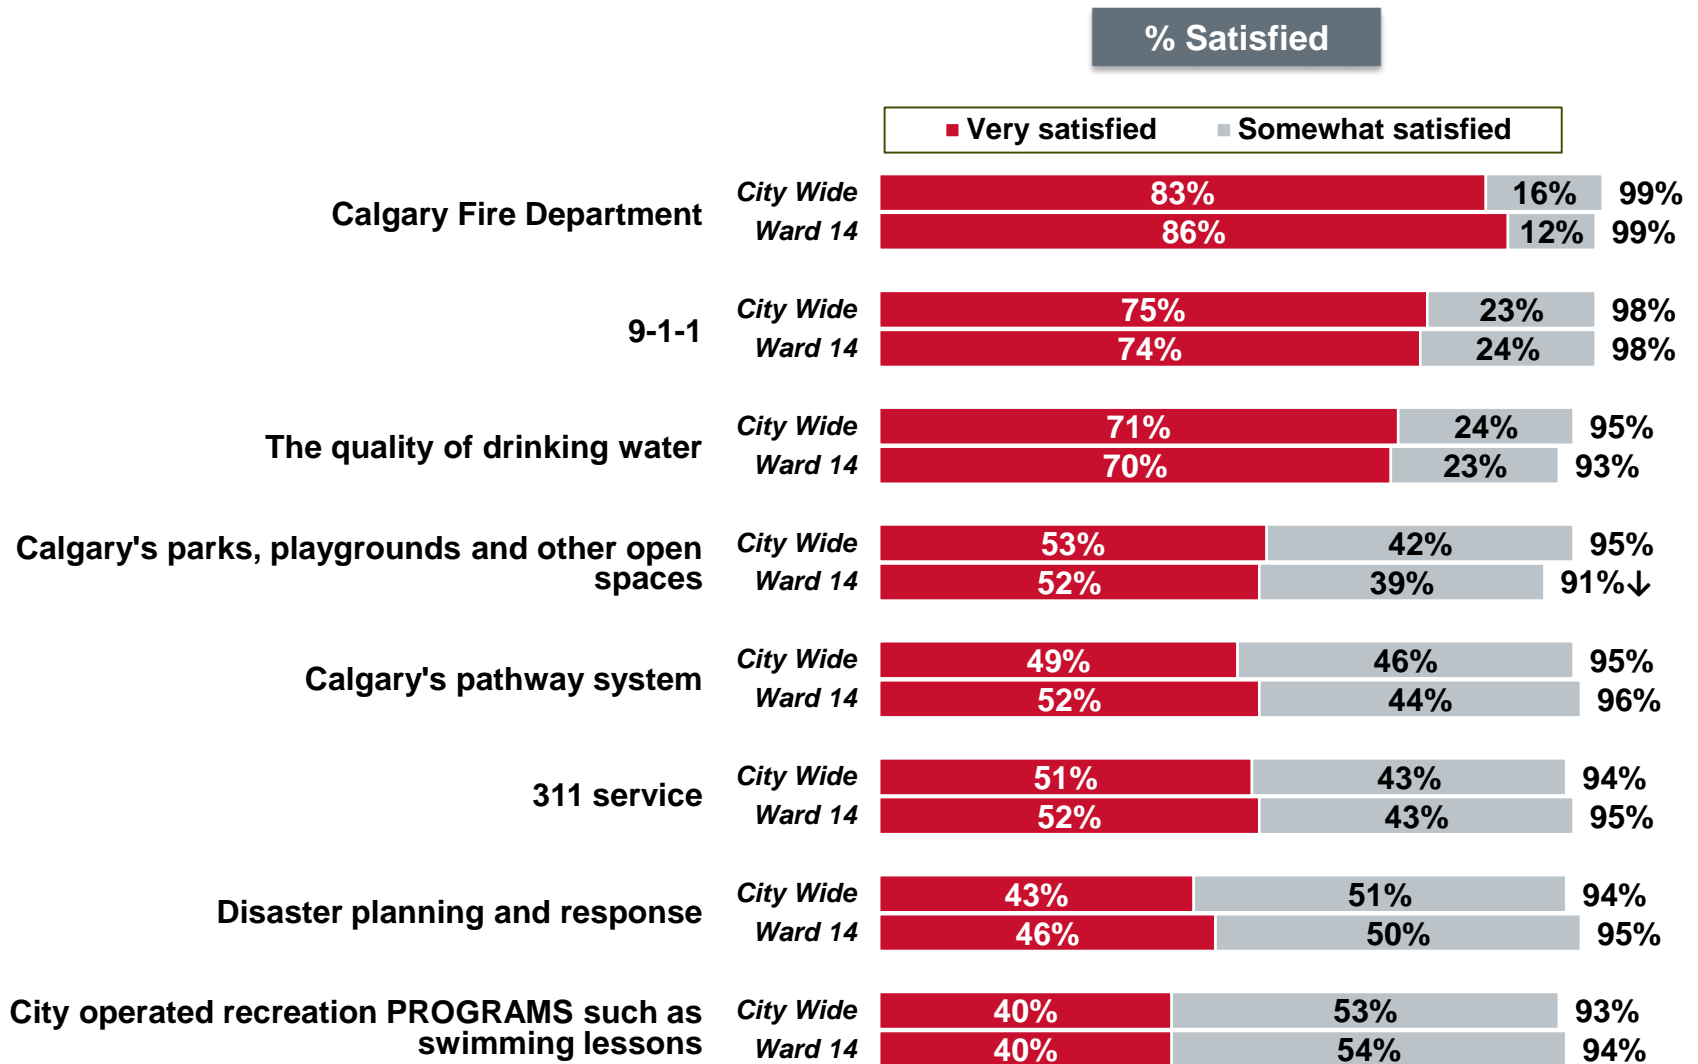 % Satisfied
Very satisfied Somewhat satisfied
Calgary Fire Department
City Wide 83% 16% 99%
Ward 14 86% 12% 99%
9-1-1
City Wide 75% 23% 98%
Ward 14 74% 24% 98%
The quality of drinking water
City Wide 71% 24% 95%
Ward 14 70% 23% 93%
Calgary's parks, playgrounds and other open
spaces
City Wide 53% 42% 95%
Ward 14 52% 39% 91%↓
Calgary's pathway system
City Wide 49% 46% 95%
Ward 14 52% 44% 96%
311 service
City Wide 51% 43% 94%
Ward 14 52% 43% 95%
Disaster planning and response
City Wide 43% 51% 94%
Ward 14 46% 50% 95%
City operated recreation PROGRAMS such as
swimming lessons
City Wide 40% 53% 93%
Ward 14 40% 54% 94%